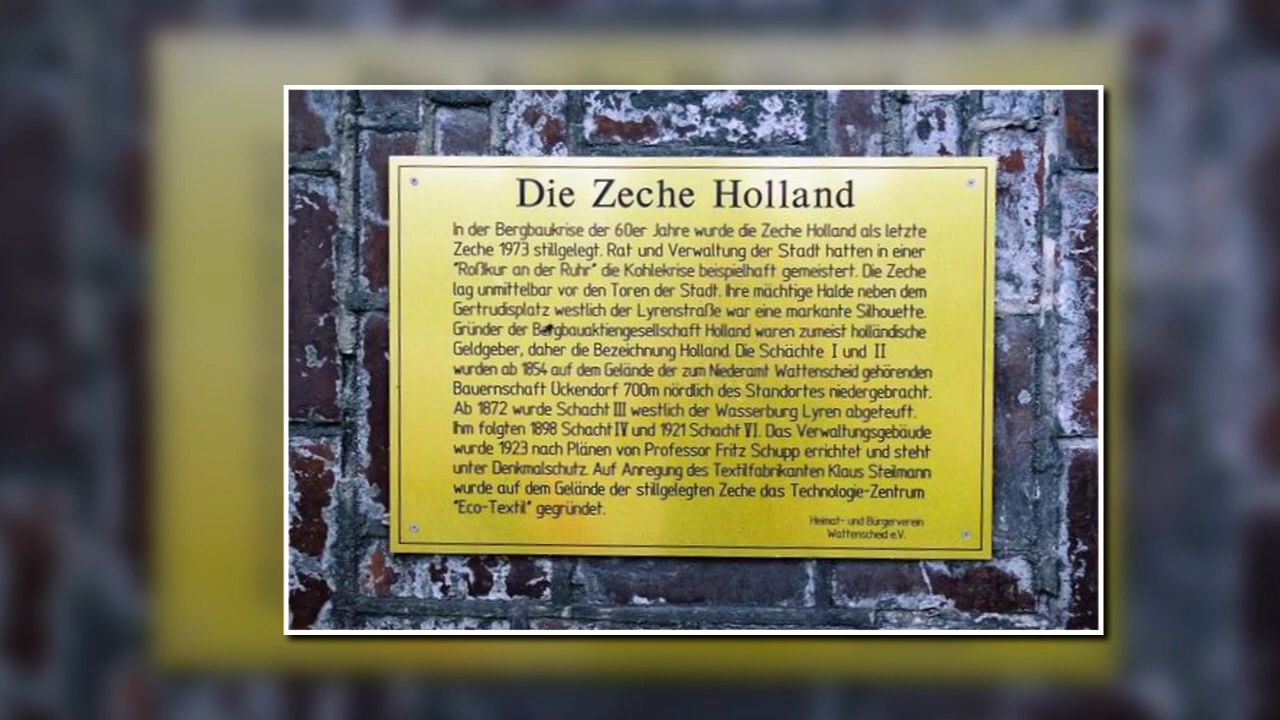 Die Zeche Holland
In der Bergbaukrise der 60er Jahre wurde die Zeche Holland als letzte
Zeche 1973 stillgelegt. Rat und Verwaltung der Stadt hatten in einer
"Roßkur an der Ruhr" die Kohlekrise beispielhaft gemeistert. Die Zeche
lag unmittelbar vor den Toren der Stadt. Ihre mächtige Halde neben dem
Gertrudisplatz westlich der Lyrenstraße war eine markante Silhouette.
Gründer der Bergbauaktiengesellschaft Holland waren zumeist holländische
Geldgeber, daher die Bezeichnung Holland. Die Schächte I und II
wurden ab 1854 auf dem Gelände der zum Niederamt Wattenscheid gehörenden
Bauernschaft Ückendorf 700m nördlich des Standortes niedergebracht.
Ab 1872 wurde Schacht III westlich der Wasserburg Lyren abgeteuft.
Ihm folgten 1898 Schacht IV und 1921 Schacht VI. Das Verwaltungsgebäude
wurde 1923 nach Plänen von Professor Fritz Schupp errichtet und steht
unter Denkmalschutz. Auf Anregung des Textilfabrikanten Klaus Steilmann
wurde auf dem Gelände der stillgelegten Zeche das Technologie-Zentrum
"Eco-Textil" gegründet.
Heimat- und Bürgerverein
Wattenscheid e.V.